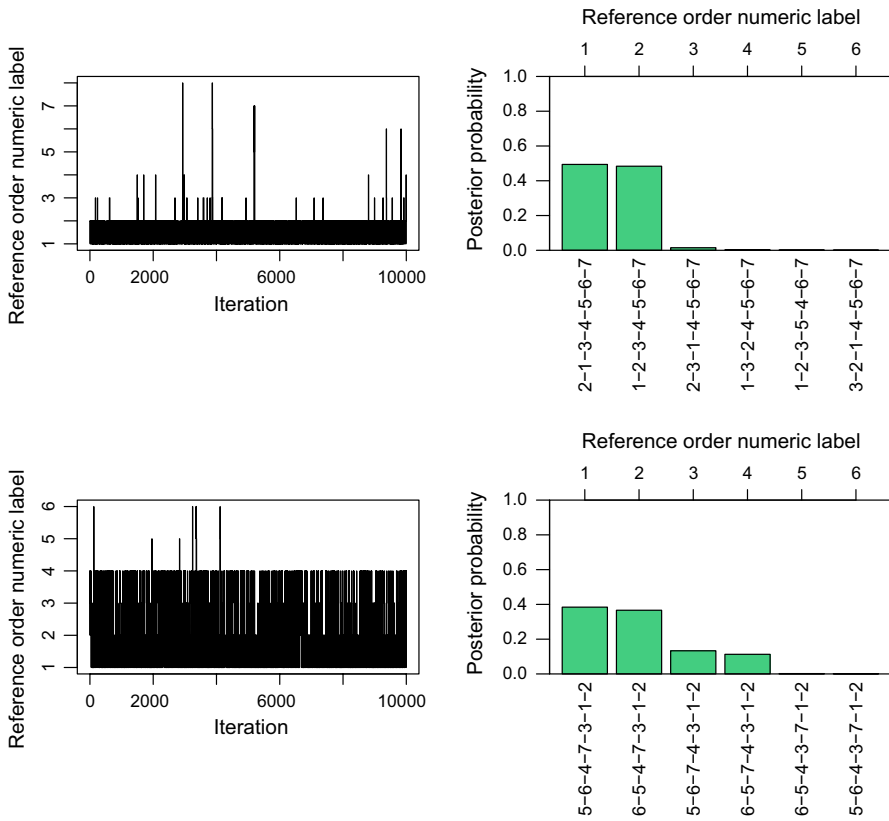 Reference order numeric label
1 2 3 4 5 6
Reference order numeric label
7
5
3
1
0 2000 6000 10000
Iteration
Posterior probability
1.0
0.8
0.6
0.4
0.2
0.0
2−1−3−4−5−6−7
1−2−3−4−5−6−7
2−3−1−4−5−6−7
1−3−2−4−5−6−7
1−2−3−5−4−6−7
3−2−1−4−5−6−7
Reference order numeric label
1 2 3 4 5 6
Reference order numeric label
6
5
4
3
2
1
0 2000 6000 10000
Iteration
Posterior probability
1.0
0.8
0.6
0.4
0.2
0.0
5−6−4−7−3−1−2
6−5−4−7−3−1−2
5−6−7−4−3−1−2
6−5−7−4−3−1−2
6−5−4−3−7−1−2
5−6−4−3−7−1−2